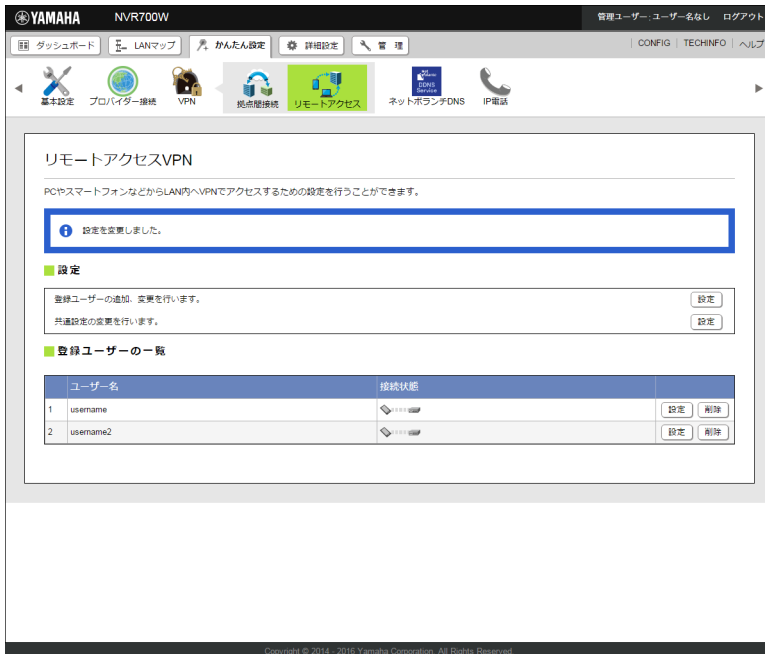 YAMAHA NVR700W 管理ユーザー:ユーザー名なし ログアウト
ダッシュボード LANマップ かんたん設定 詳細設定 管 理 CONFIG TECHINFO ヘルプ
基本設定 プロバイダー接続 VPN 拠点間接続 リモートアクセス DDNS Service ネットボランチDNS IP電話
リモートアクセスVPN
PCやスマートフォンなどからLAN内へVPNでアクセスするための設定を行うことができます。
設定を変更しました。
設定
登録ユーザーの追加、変更を行います。 設定
共通設定の変更を行います。 設定
登録ユーザーの一覧
ユーザー名 接続状態
1 username 設定 削除
2 username2 設定 削除
Copyright © 2014 - 2016 Yamaha Corporation. All Rights Reserved.